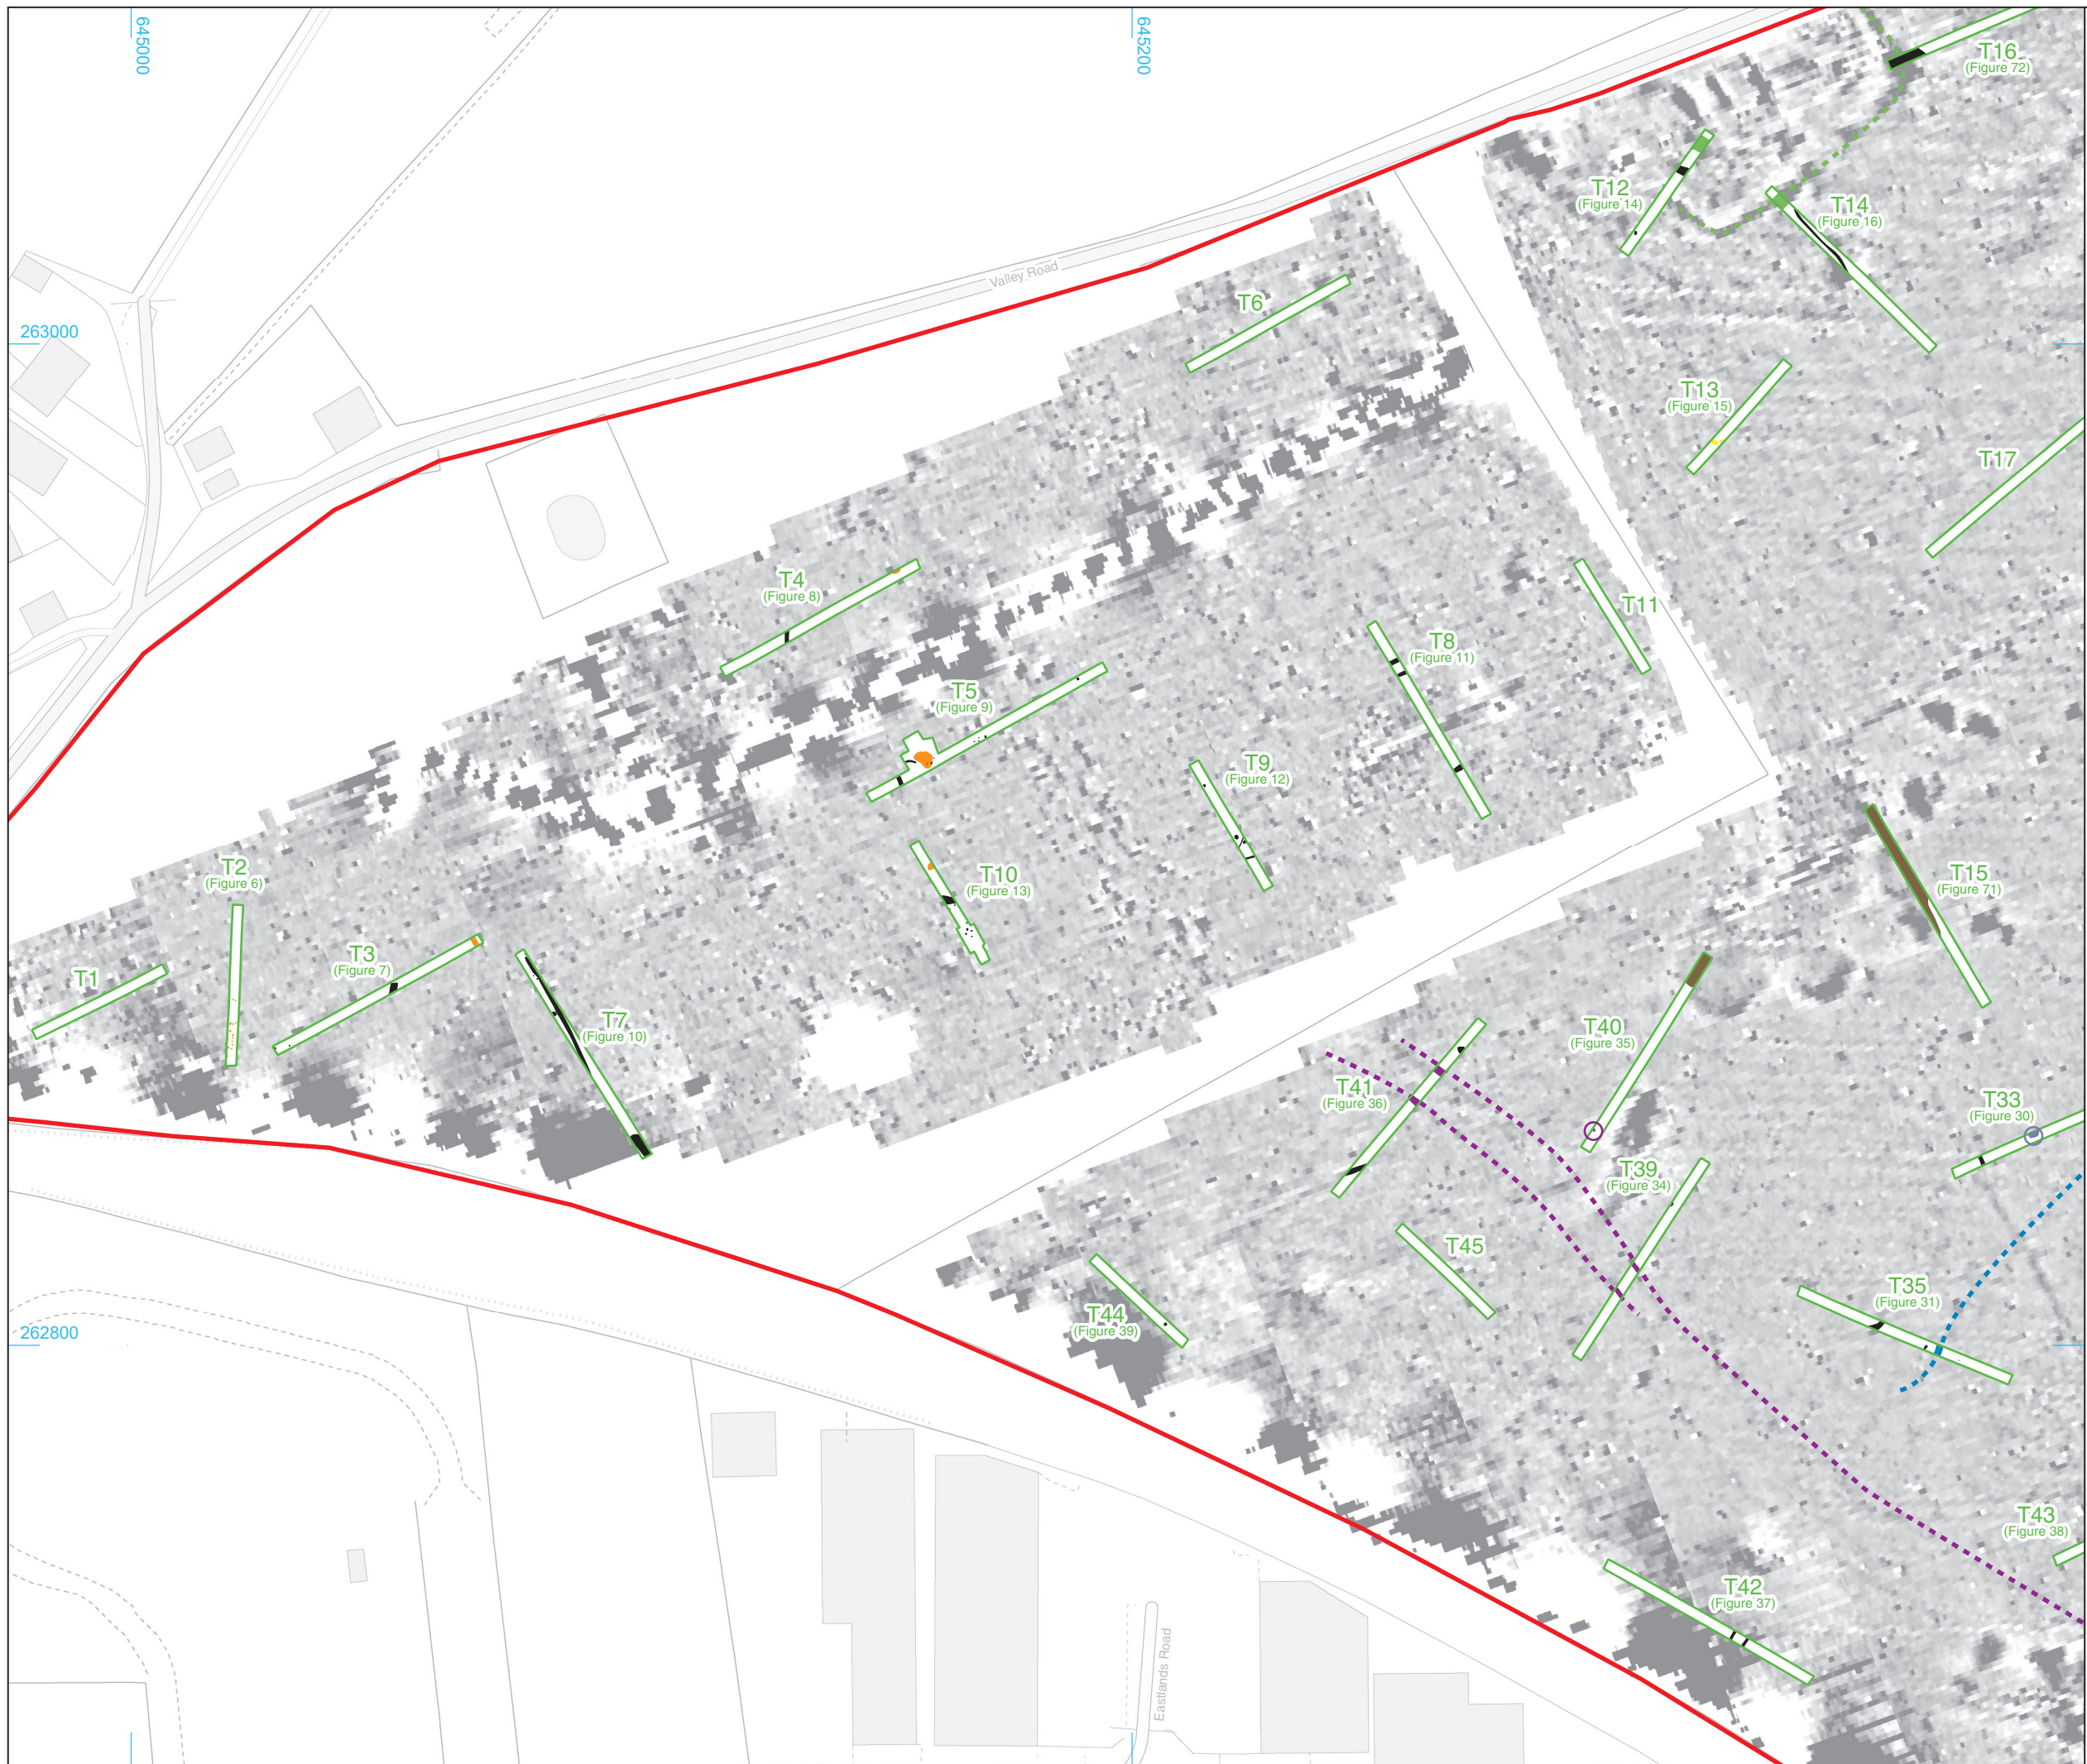 645000
645200
T16
(Figure 72)
T12
(Figure 14)
T14
(Figure 16)
Valley Road
T6
263000
T13
(Figure 15)
T17
T4
(Figure 8)
T11
T8
(Figure 11)
T5
(Figure 9)
T9
(Figure 12)
T2
(Figure 6)
T10
(Figure 13)
T15
(Figure 71)
T3
(Figure 7)
T1
T7
(Figure 10)
T40
(Figure 35)
T41
(Figure 36)
T33
(Figure 30)
T39
(Figure 34)
T45
T35
(Figure 31)
T44
(Figure 39)
262800
T43
(Figure 38)
T42
(Figure 37)
Eastlands Road